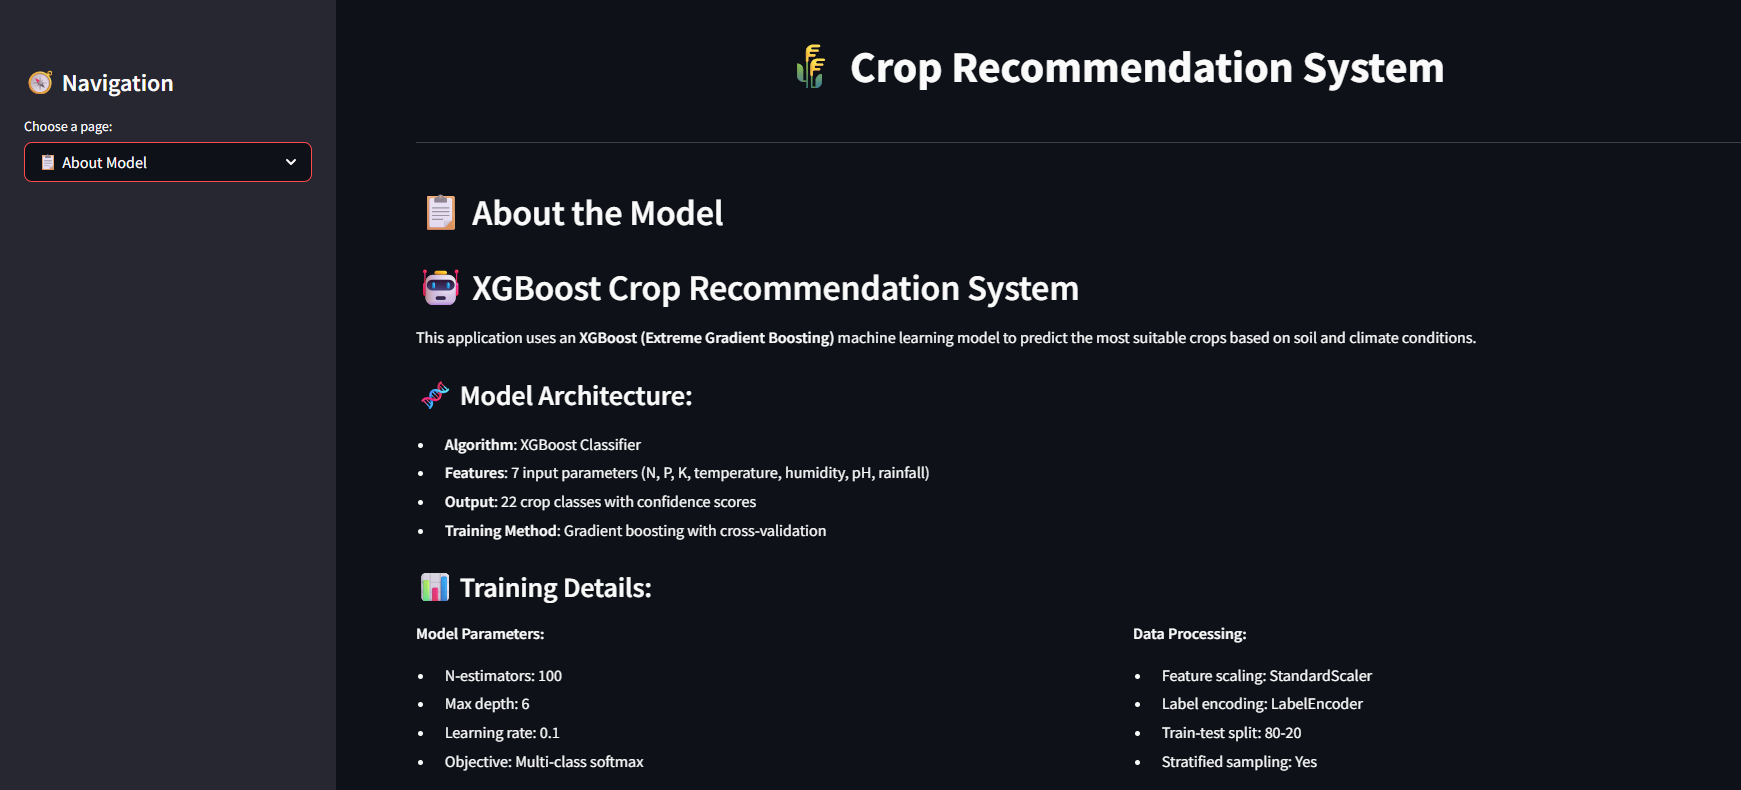 Navigation
Choose a page:
About Model
Crop Recommendation System
About the Model
XGBoost Crop Recommendation System
This application uses an XGBoost (Extreme Gradient Boosting) machine learning model to predict the most suitable crops based on soil and climate conditions.
Model Architecture:
Algorithm: XGBoost Classifier
Features: 7 input parameters (N, P, K, temperature, humidity, pH, rainfall)
Output: 22 crop classes with confidence scores
Training Method: Gradient boosting with cross-validation
Training Details:
Model Parameters:
N-estimators: 100
Max depth: 6
Learning rate: 0.1
Objective: Multi-class softmax
Data Processing:
Feature scaling: StandardScaler
Label encoding: LabelEncoder
Train-test split: 80-20
Stratified sampling: Yes